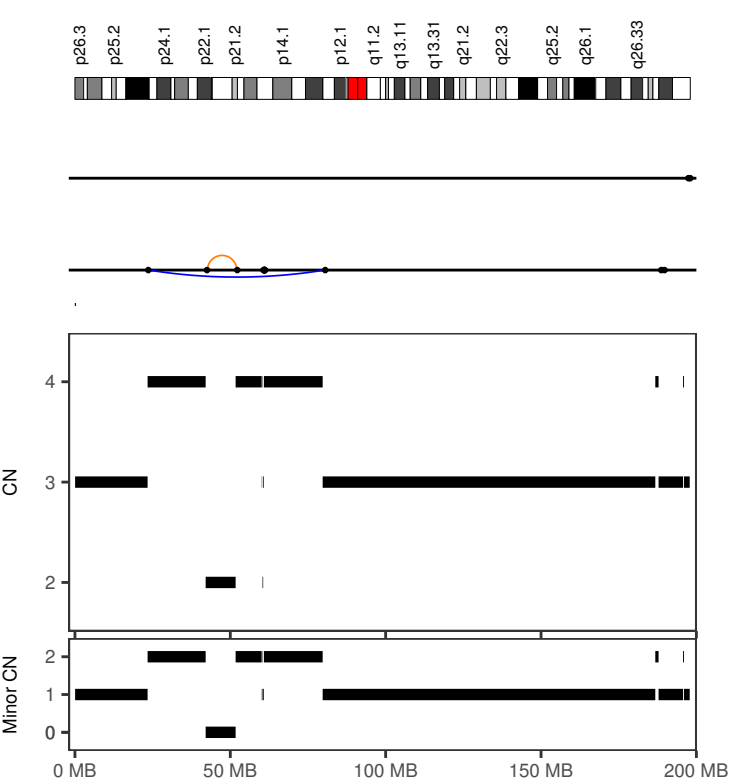 p26.3
p25.2
p24.1
p22.1
p21.2
p14.1
p12.1
q11.2
q13.11
q13.31
q21.2
q22.3
q25.2
q26.1
q26.33
4
3
2
CN
2
1
0
Minor CN
0 MB
50 MB
100 MB
150 MB
200 MB